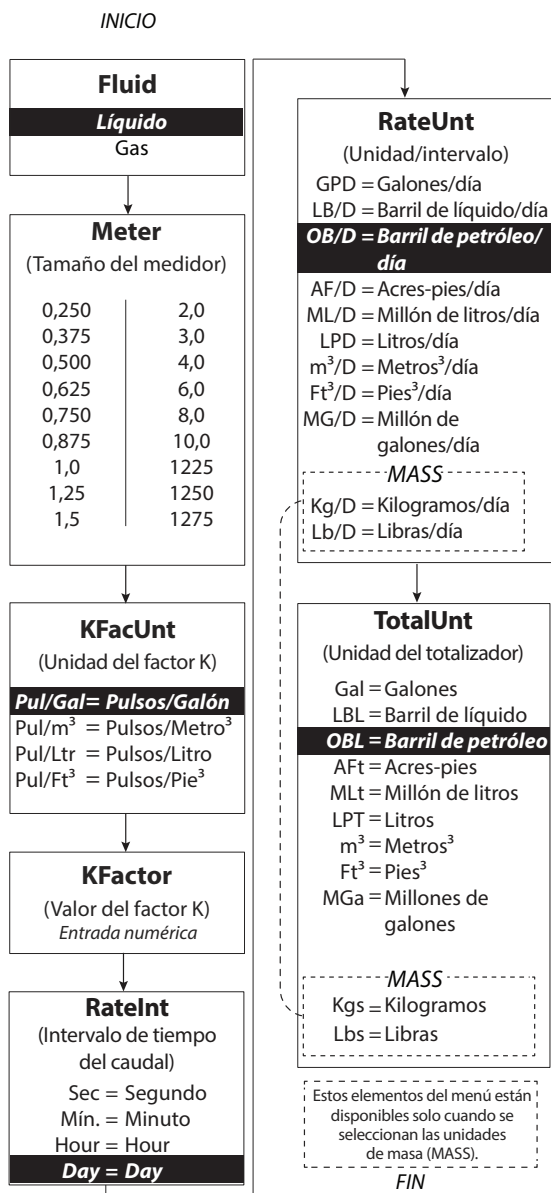 INICIO
Fluid
Líquido
Gas
Meter
(Tamaño del medidor)
0,250 2,0
0,375 3,0
0,500 4,0
0,625 6,0
0,750 8,0
0,875 10,0
1,0 1225
1,25 1250
1,5 1275
KFacUnt
(Unidad del factor K)
Pul/Gal= Pulsos/Galón
Pul/m³ = Pulsos/Metro³
Pul/Ltr = Pulsos/Litro
Pul/Ft³ = Pulsos/Pie³
KFactor
(Valor del factor K)
Entrada numérica
RateInt
(Intervalo de tiempo
del caudal)
Sec = Segundo
Mín. = Minuto
Hour = Hour
Day = Day
RateUnt
(Unidad/intervalo)
GPD = Galones/día
LB/D = Barril de líquido/día
OB/D = Barril de petróleo/
día
AF/D = Acres-pies/día
ML/D = Millón de litros/día
LPD = Litros/día
m³/D = Metros³/día
Ft³/D = Pies³/día
MG/D = Millón de
galones/día
MASS
Kg/D = Kilogramos/día
Lb/D = Libras/día
TotalUnt
(Unidad del totalizador)
Gal = Galones
LBL = Barril de líquido
OBL = Barril de petróleo
AFt = Acres-pies
MLt = Millón de litros
LPT = Litros
m³ = Metros³
Ft³ = Pies³
MGa = Millones de
galones
MASS
Kgs = Kilogramos
Lbs = Libras
Estos elementos del menú están
disponibles solo cuando se
seleccionan las unidades
de masa (MASS).
FIN